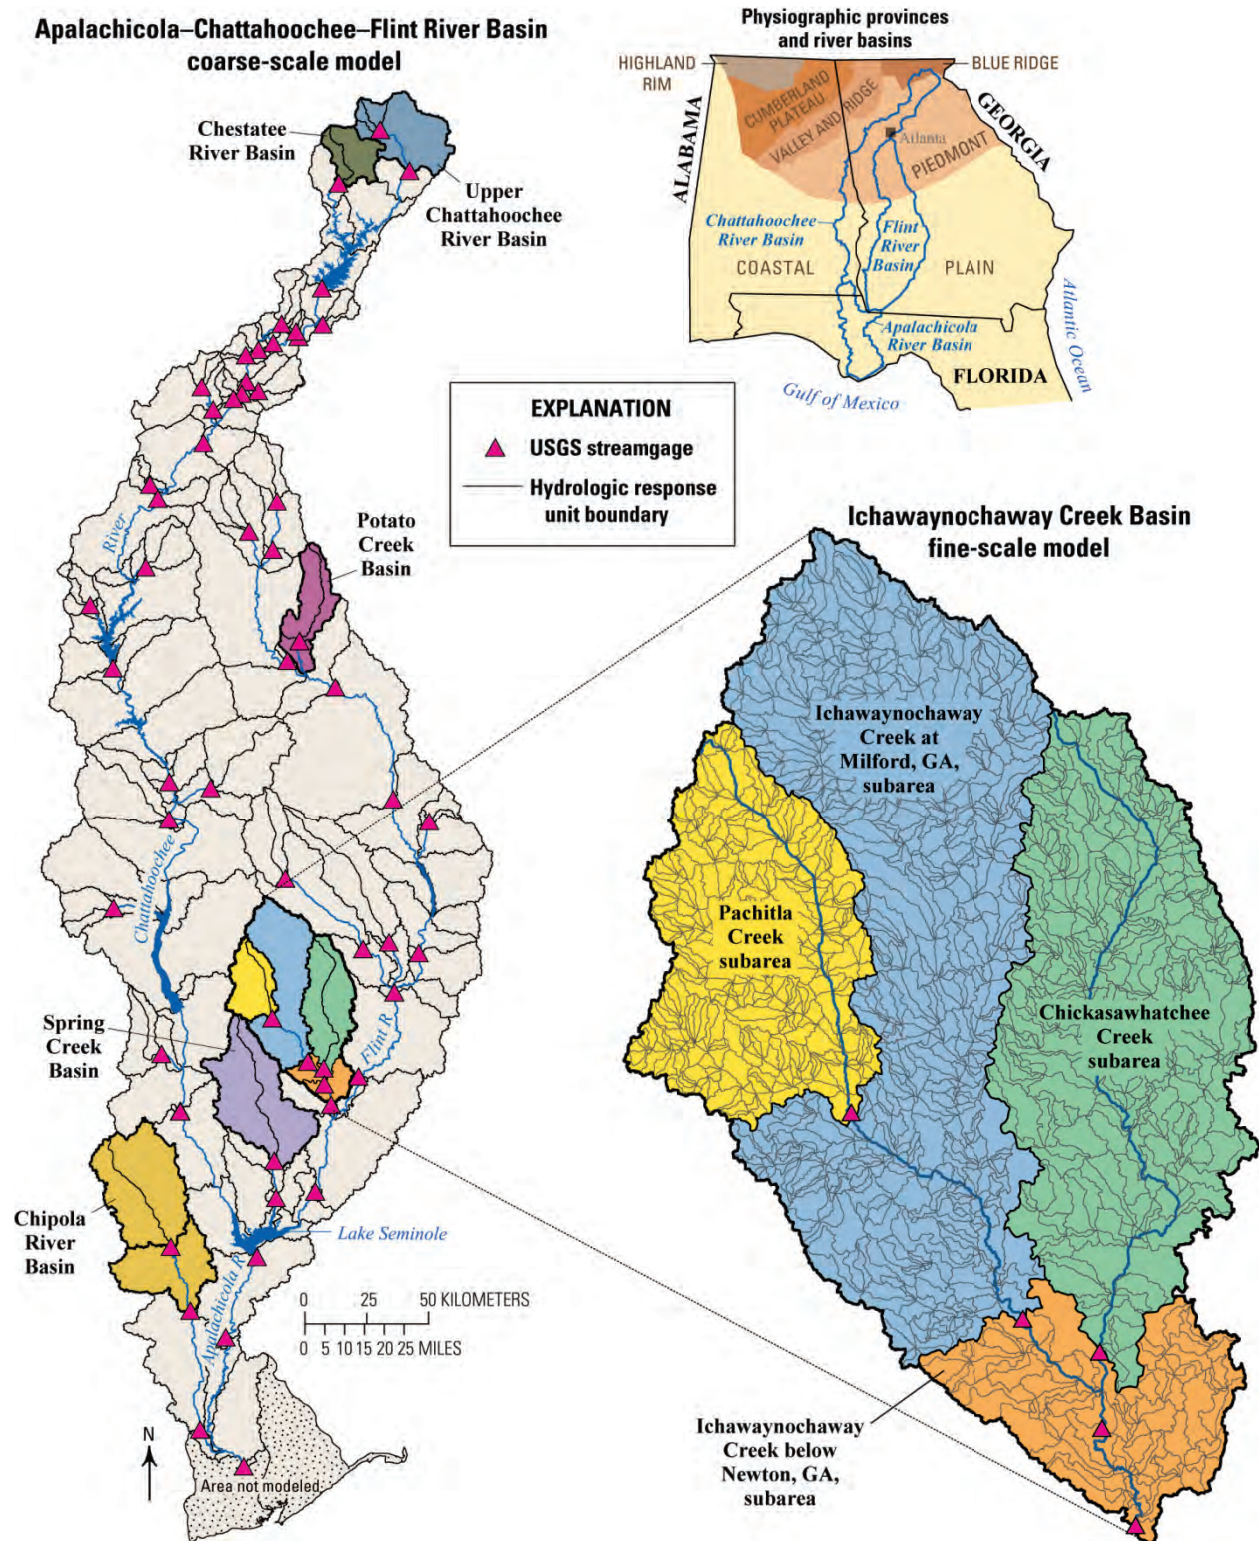 Apalachicola–Chattahoochee–Flint River Basin
coarse-scale model
Chestatee
River Basin
Upper
Chattahoochee
River Basin
River
Potato
Creek
Basin
Chattahoochee
Flint R.
Spring
Creek
Basin
Chipola
River
Basin
Lake Seminole
Apalachicola R.
0 25 50 KILOMETERS
0 5 10 15 20 25 MILES
N
Area not modeled
Physiographic provinces
and river basins
HIGHLAND
RIM
BLUE RIDGE
CUMBERLAND
PLATEAU
VALLEY AND RIDGE
Atlanta
PIEDMONT
ALABAMA
GEORGIA
Chattahoochee
River Basin
Flint
River
Basin
COASTAL PLAIN
Apalachicola
River Basin
FLORIDA
Gulf of Mexico
Atlantic Ocean
EXPLANATION
USGS streamgage
Hydrologic response
unit boundary
Ichawaynochaway Creek Basin
fine-scale model
Ichawaynochaway
Creek at
Milford, GA,
subarea
Pachitla
Creek
subarea
Chickasawhatchee
Creek
subarea
Ichawaynochaway
Creek below
Newton, GA,
subarea